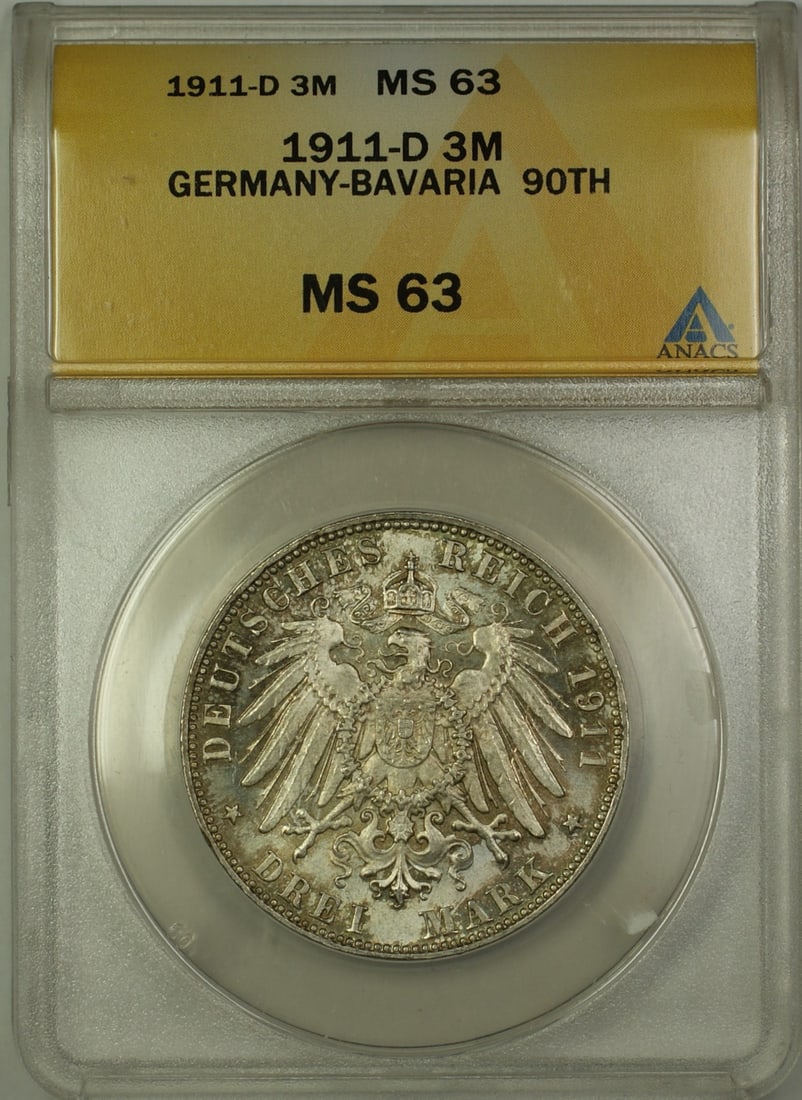 1911-D 3M MS 63
1911-D 3M
GERMANY-BAVARIA 90TH
MS 63
ANACS
DEUTSCHES REICH 1911
DREI MARK